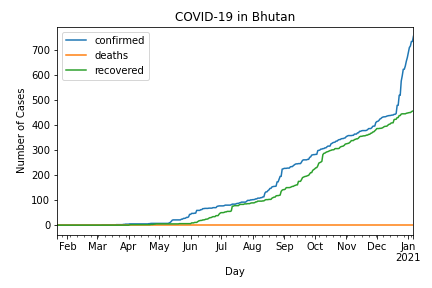 COVID-19 in Bhutan
confirmed
deaths
recovered
Number of Cases
700
600
500
400
300
200
100
0
Feb Mar Apr May Jun Jul Aug Sep Oct Nov Dec Jan
2021
Day